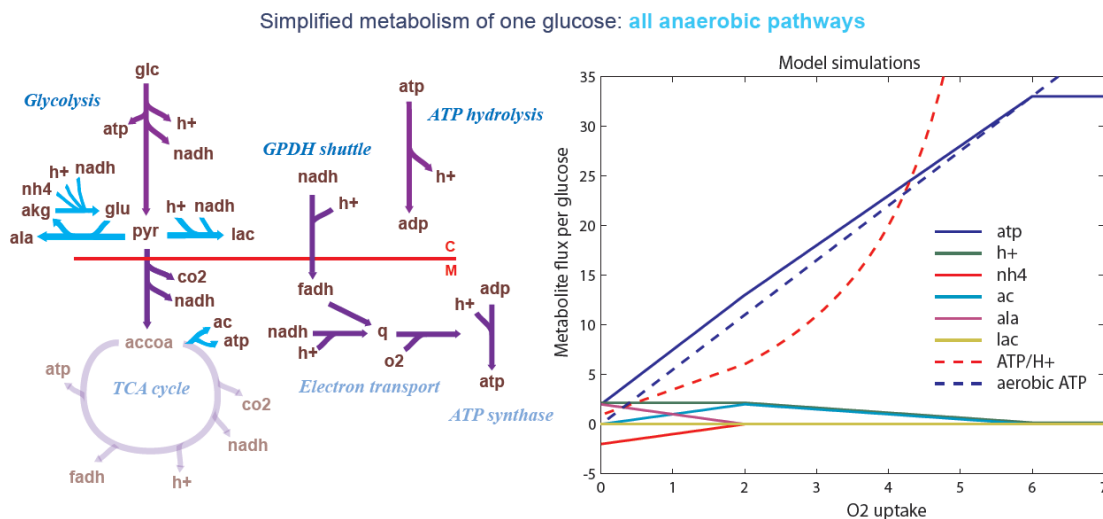 Simplified metabolism of one glucose: all anaerobic pathways
glc
Glycolysis
atp
h+
nadh
h+ nadh
nh4
akg
glu
h+ nadh
ala
pyr
lac
co2
nadh
ac
atp
accoa
atp
TCA cycle
co2
nadh
fadh
h+
GPDH shuttle
nadh
h+
fadh
nadh
h+
q
o2
Electron transport
atp
ATP hydrolysis
h+
adp
C
M
adp
h+
atp
ATP synthase
Model simulations
Metabolite flux per glucose
35
30
25
20
15
10
5
0
-5
0 1 2 3 4 5 6 7
O2 uptake
atp
h+
nh4
ac
ala
lac
ATP/H+
aerobic ATP